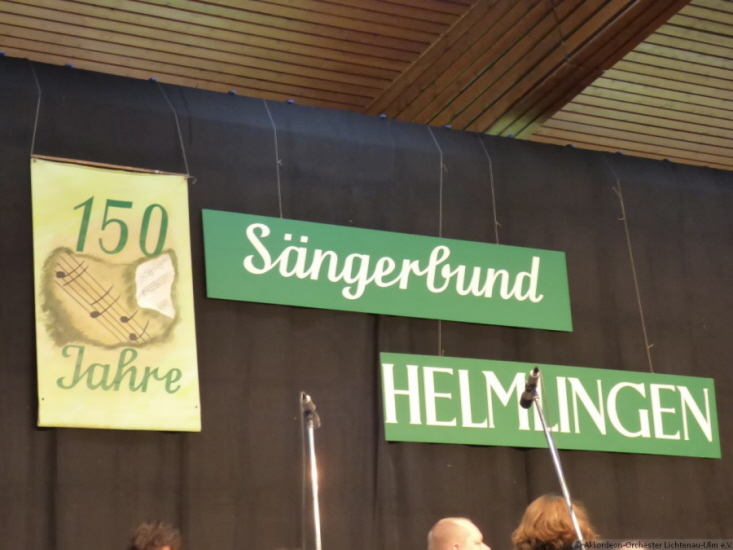 150
Jahre
Sängerbund
HELMLINGEN
© Akkordeon-Orchester Lichtenau-Ulm e.V.